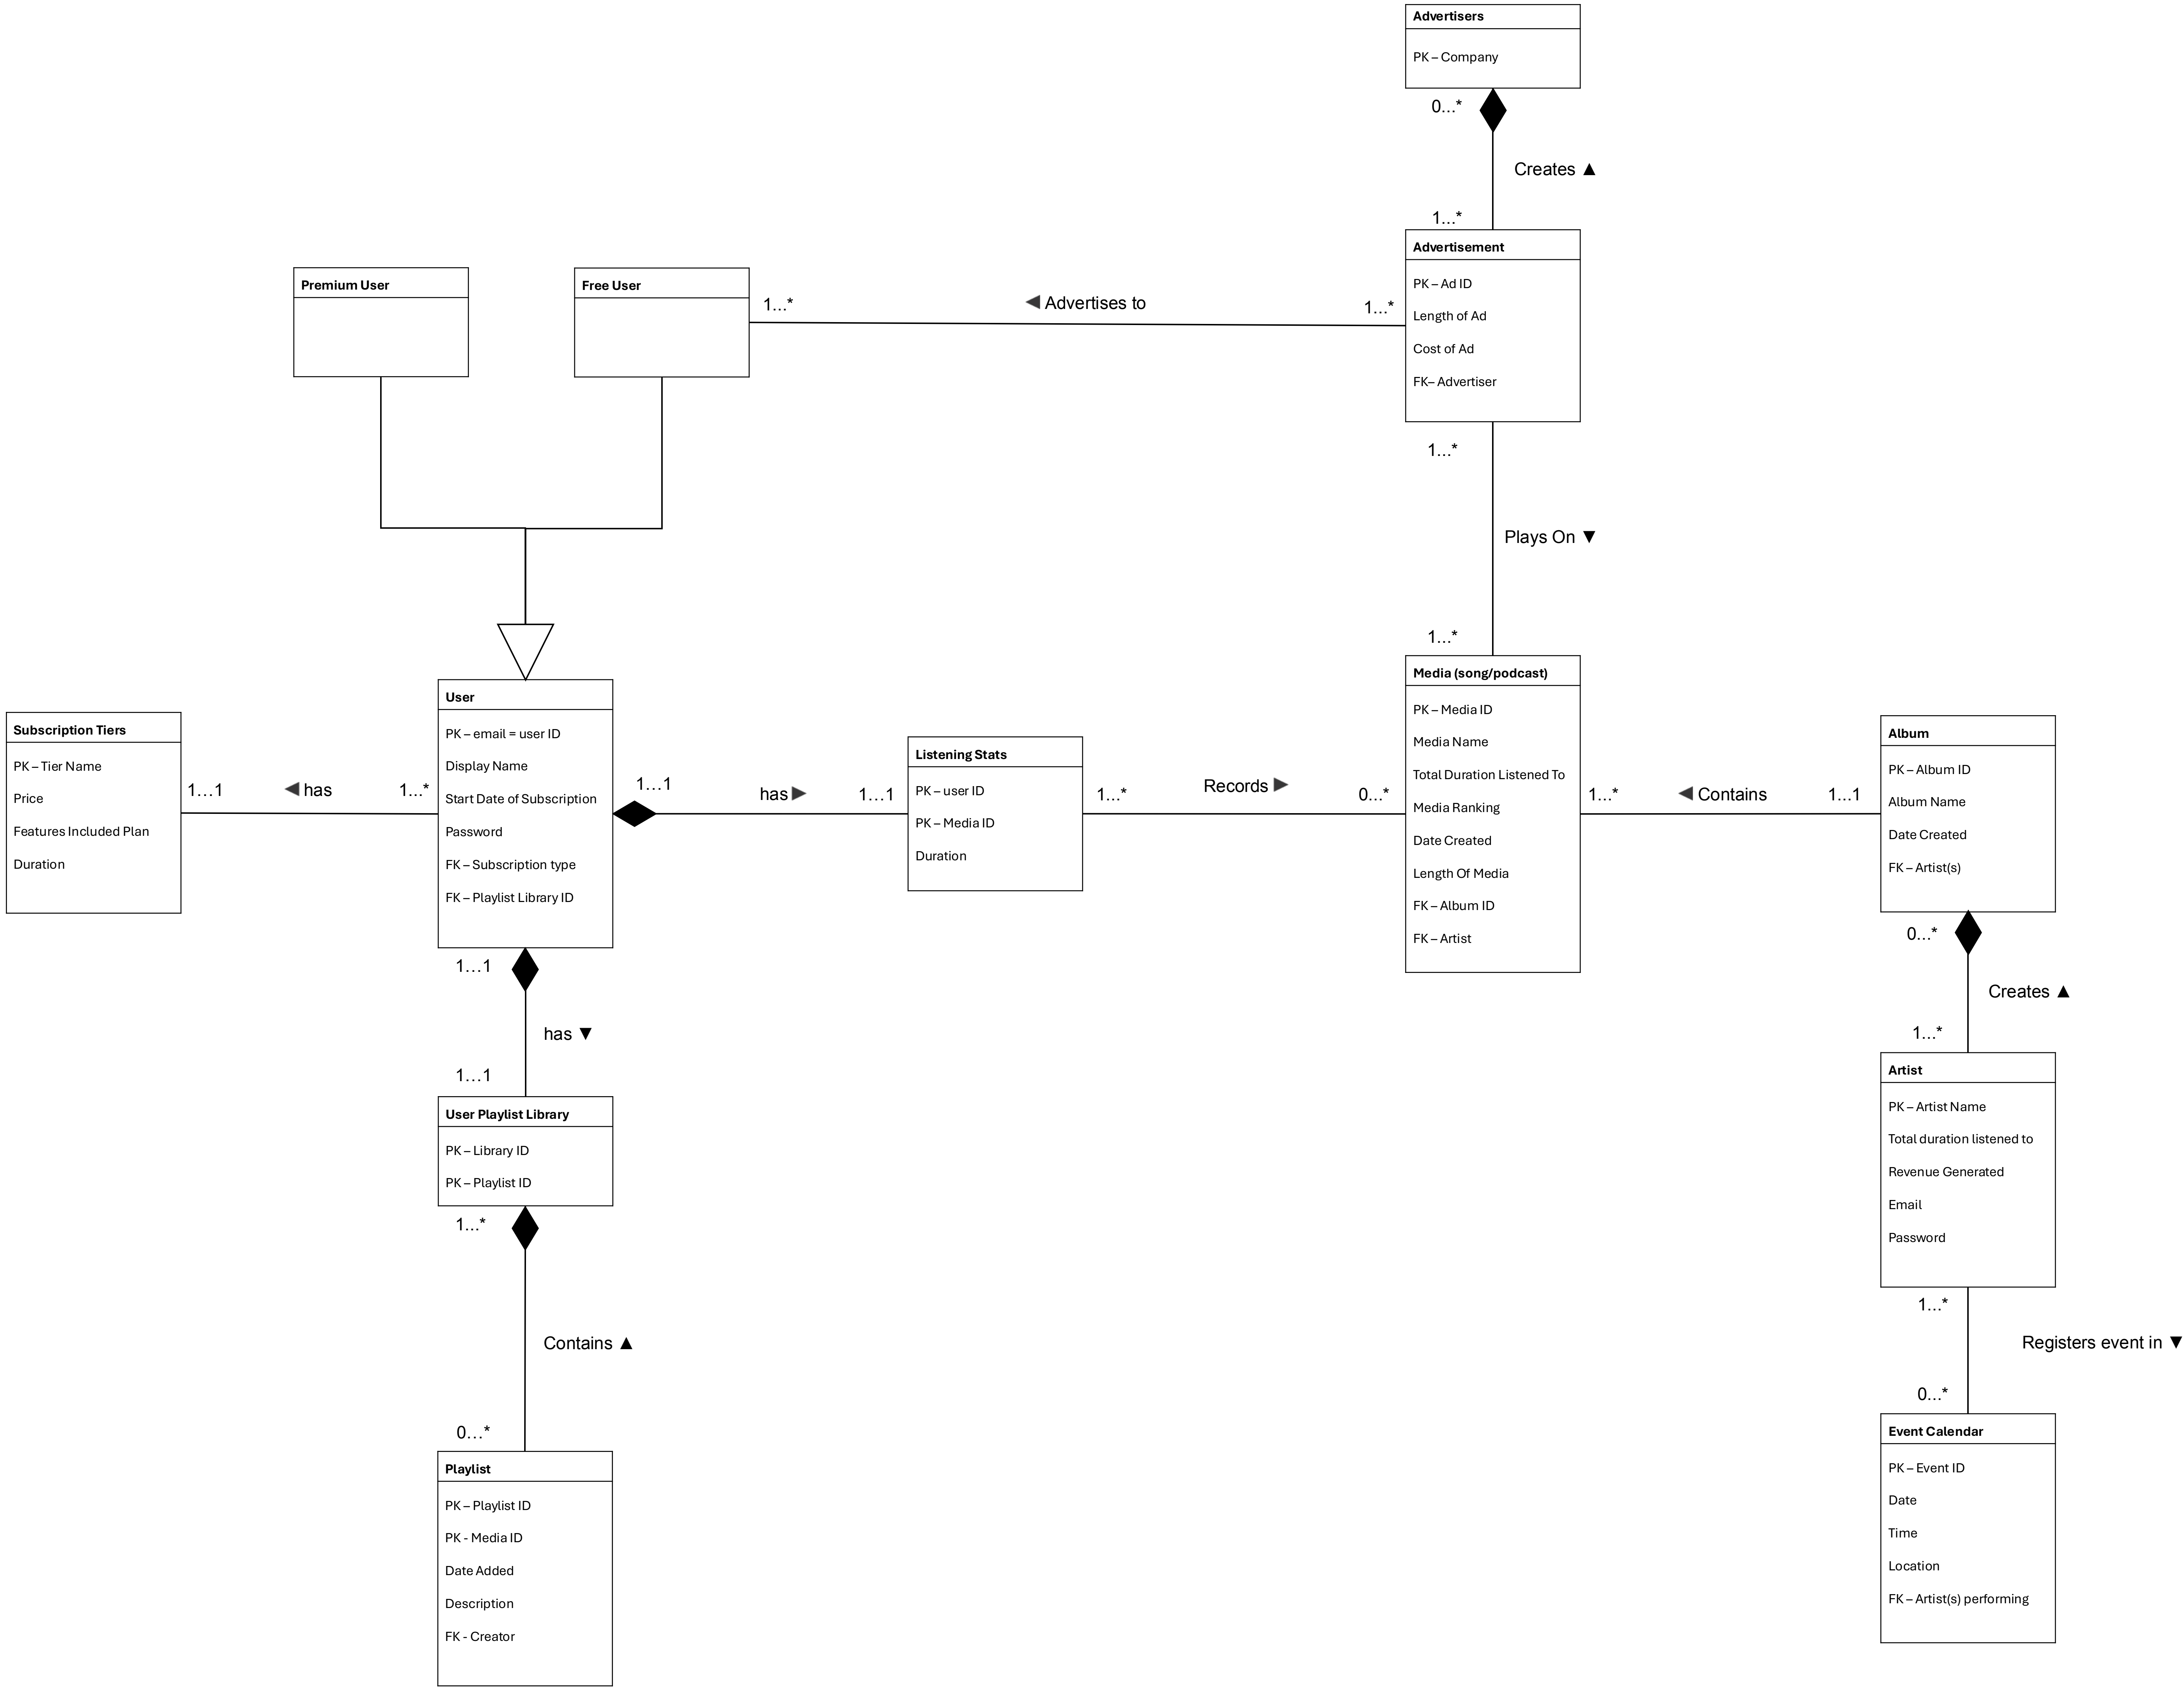 Advertisers
PK – Company
0...*
Creates ▲
1...*
Advertisement
PK – Ad ID
Length of Ad
Cost of Ad
FK– Advertiser
Premium User
Free User
1...*
◀ Advertises to
1...*
1...*
Plays On ▼
1...*
Subscription Tiers
PK – Tier Name
Price
Features Included Plan
Duration
1...1
◀ has
1...*
User
PK – email = user ID
Display Name
Start Date of Subscription
Password
FK – Subscription type
FK – Playlist Library ID
1...1
has ▶
1...1
Listening Stats
PK – user ID
PK – Media ID
Duration
1...*
Records ▶
0...*
Media (song/podcast)
PK – Media ID
Media Name
Total Duration Listened To
Media Ranking
Date Created
Length Of Media
FK – Album ID
FK – Artist
1...*
◀ Contains
1...1
Album
PK – Album ID
Album Name
Date Created
FK – Artist(s)
0...*
Creates ▲
1...*
Artist
PK – Artist Name
Total duration listened to
Revenue Generated
Email
Password
1...*
Registers event in ▼
0...*
Event Calendar
PK – Event ID
Date
Time
Location
FK – Artist(s) performing
1...1
has ▼
1...1
User Playlist Library
PK – Library ID
PK – Playlist ID
1...*
Contains ▲
0...*
Playlist
PK – Playlist ID
PK - Media ID
Date Added
Description
FK - Creator